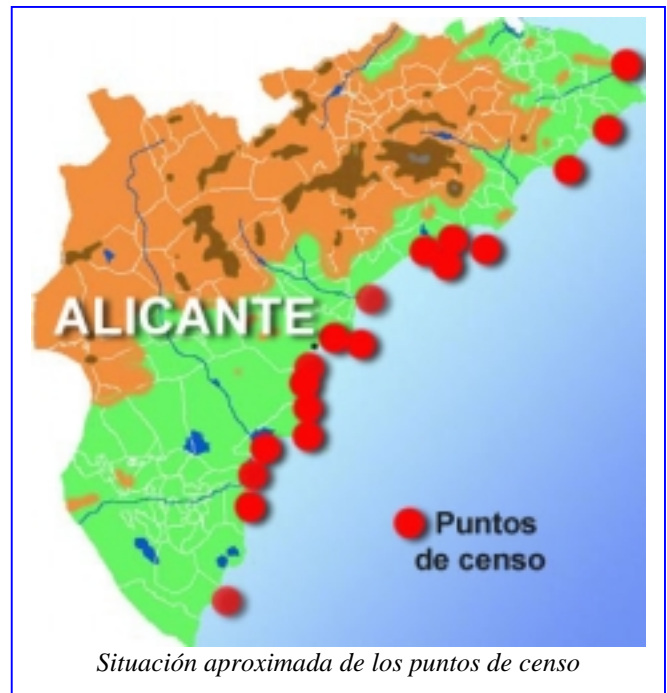 ALICANTE
Puntos
de censo
Situación aproximada de los puntos de censo